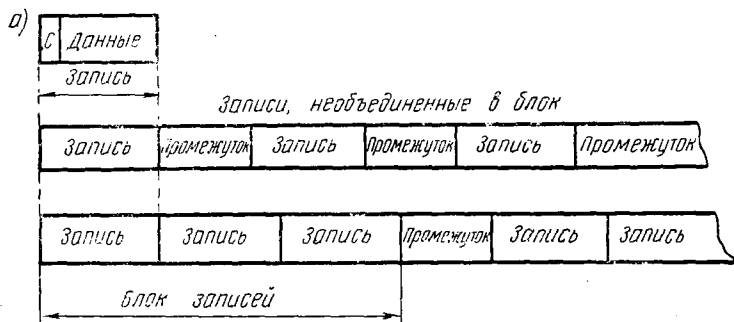 а)
С Данные
Запись
Записи, необъединенные в блок
Запись Промежуток Запись Промежуток Запись Промежуток
Запись Запись Запись Промежуток Запись Запись
Блок записей